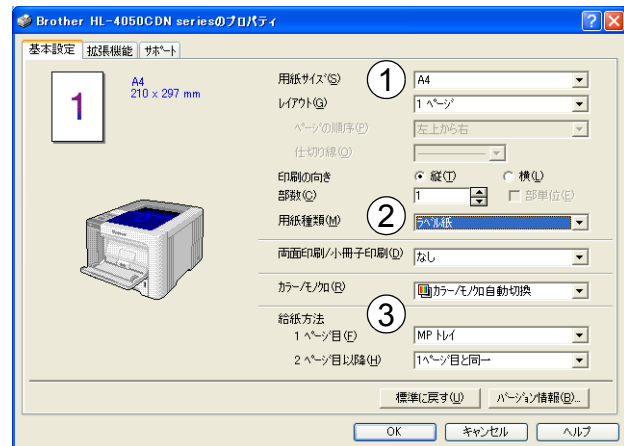 Brother HL-4050CDN seriesのプロパティ
基本設定 拡張機能 サポート
1
A4
210 x 297 mm
用紙サイズ(S) ① A4
レイアウト(G) 1 ページ
ページの順序(P) 左上から右
仕切り線(O)
印刷の向き 縦(T) 横(L)
部数(C) 1 部単位(E)
用紙種類(M) ② ラベル紙
両面印刷/小冊子印刷(D) なし
カラー/モノクロ(R) カラー/モノクロ自動切換
給紙方法 ③
1 ページ目(F) MP トレイ
2 ページ目以降(H) 1ページ目と同一
標準に戻す(U) バージョン情報(B)...
OK キャンセル ヘルプ